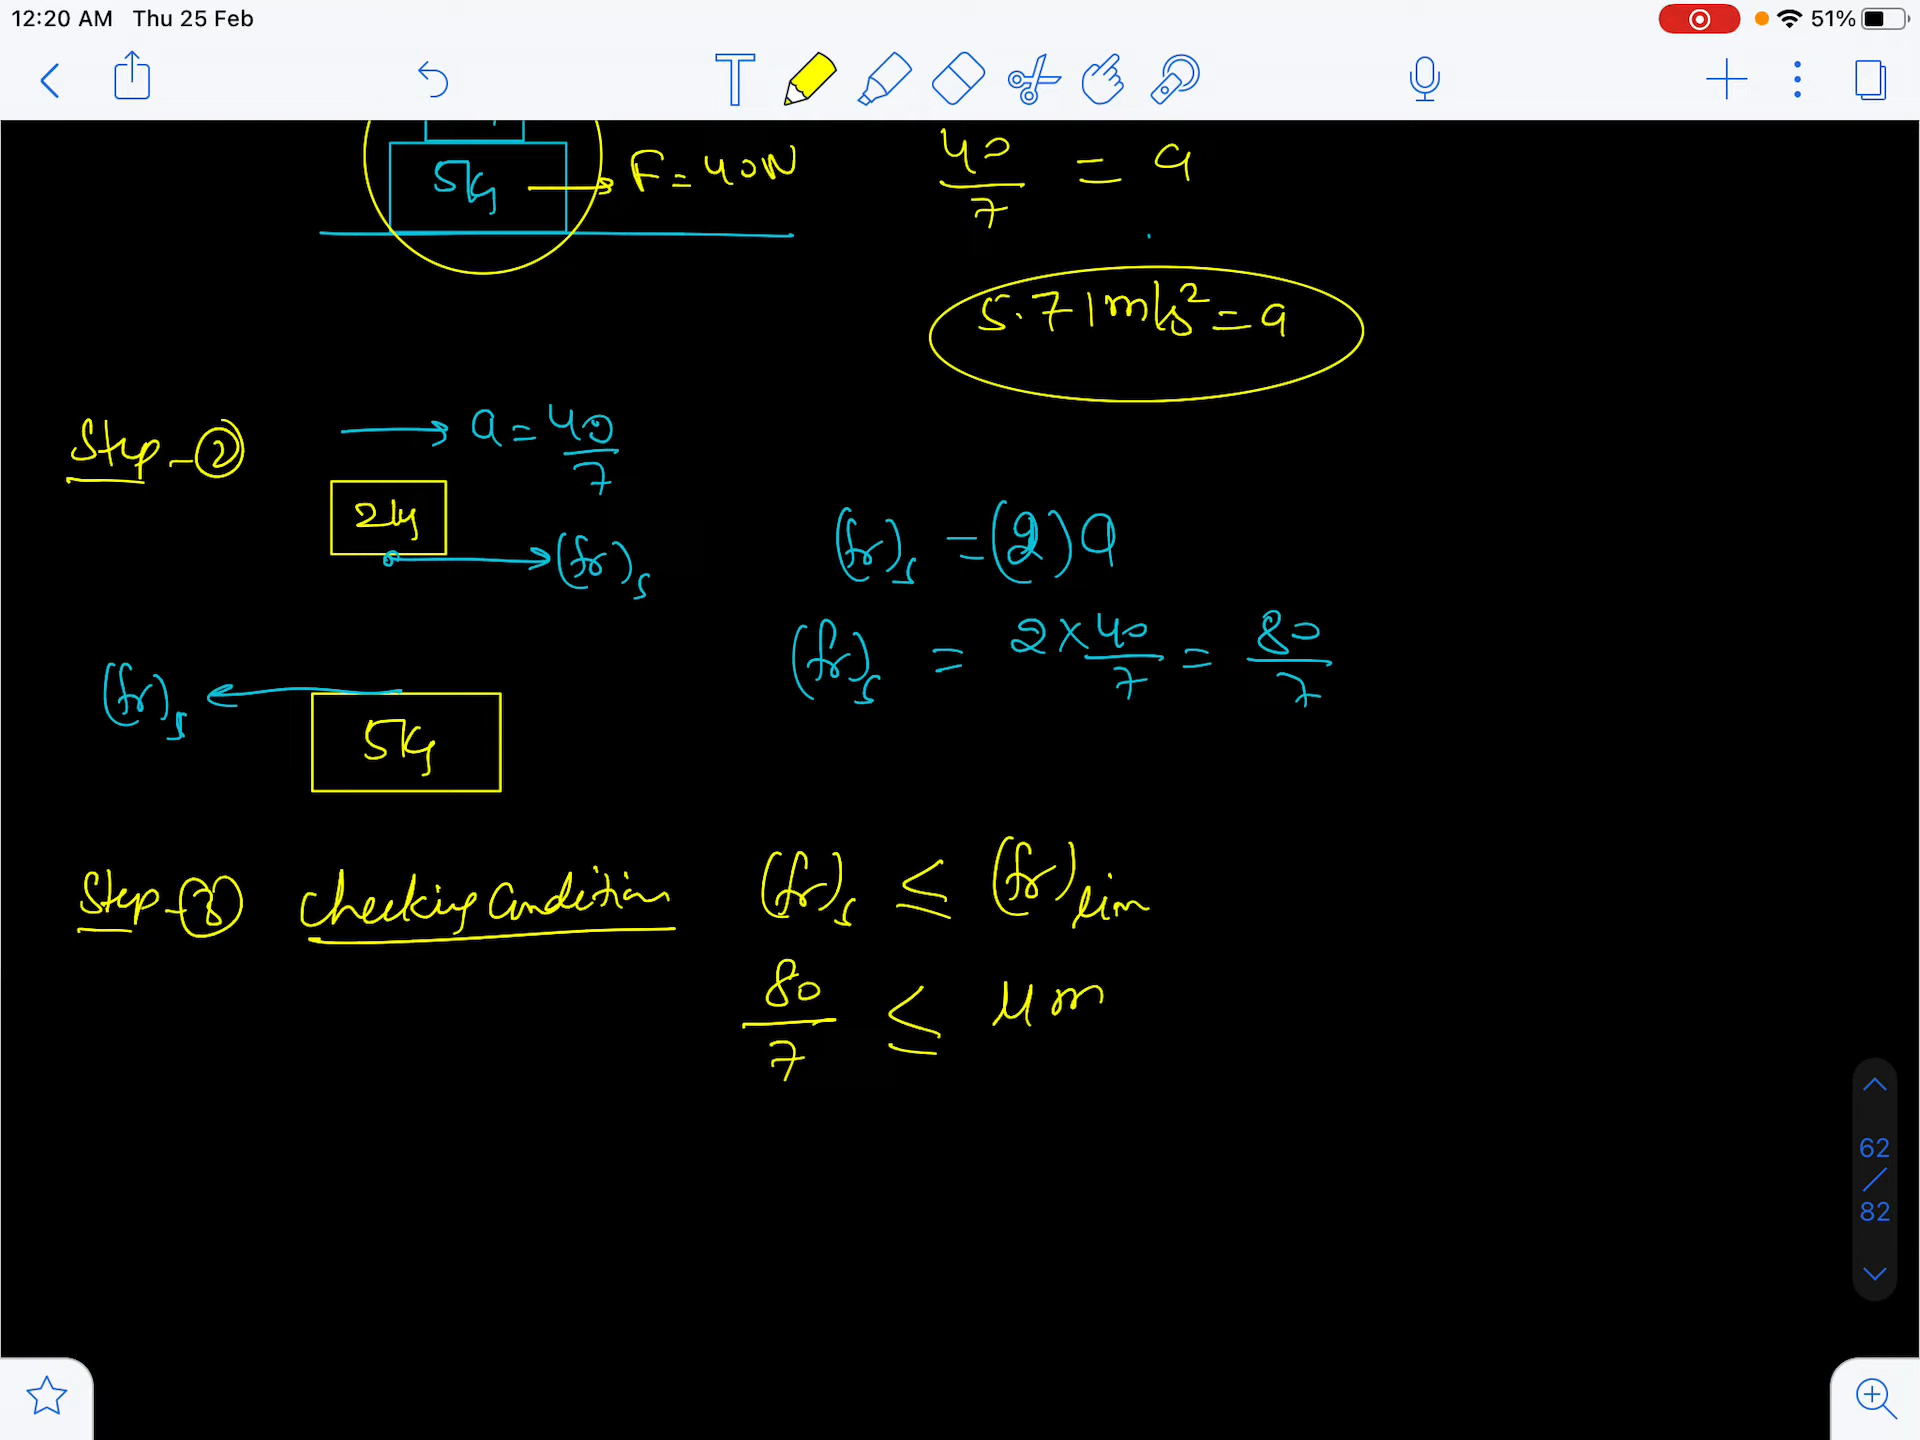 12:20 AM Thu 25 Feb 51%
5kg F = 40N
40/7 = a
5.71 m/s² = a
Step-②
a = 40/7
2kg
(fr)s
(fr)s = (2)a
(fr)s = 2×40/7 = 80/7
(fr)s
5kg
Step-③ Checking Condition (fr)s ≤ (fr)lim
80/7 ≤ μm
62
/
82